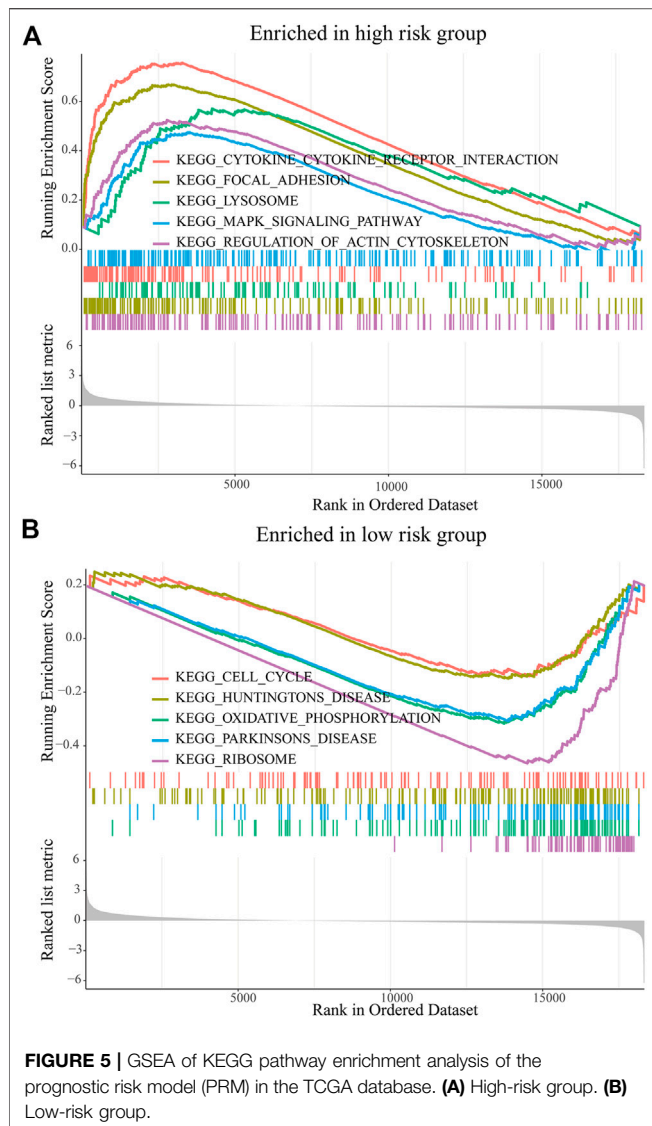 A
Enriched in high risk group
Running Enrichment Score
0.6
0.4
0.2
0.0
KEGG_CYTOKINE_CYTOKINE_RECEPTOR_INTERACTION
KEGG_FOCAL_ADHESION
KEGG_LYSOSOME
KEGG_MAPK_SIGNALING_PATHWAY
KEGG_REGULATION_OF_ACTIN_CYTOSKELETON
Ranked list metric
6
3
0
−3
−6
5000 10000 15000
Rank in Ordered Dataset
B
Enriched in low risk group
Running Enrichment Score
0.2
0.0
−0.2
−0.4
KEGG_CELL_CYCLE
KEGG_HUNTINGTONS_DISEASE
KEGG_OXIDATIVE_PHOSPHORYLATION
KEGG_PARKINSONS_DISEASE
KEGG_RIBOSOME
Ranked list metric
6
3
0
−3
−6
5000 10000 15000
Rank in Ordered Dataset
FIGURE 5 | GSEA of KEGG pathway enrichment analysis of the
prognostic risk model (PRM) in the TCGA database. (A) High-risk group. (B)
Low-risk group.